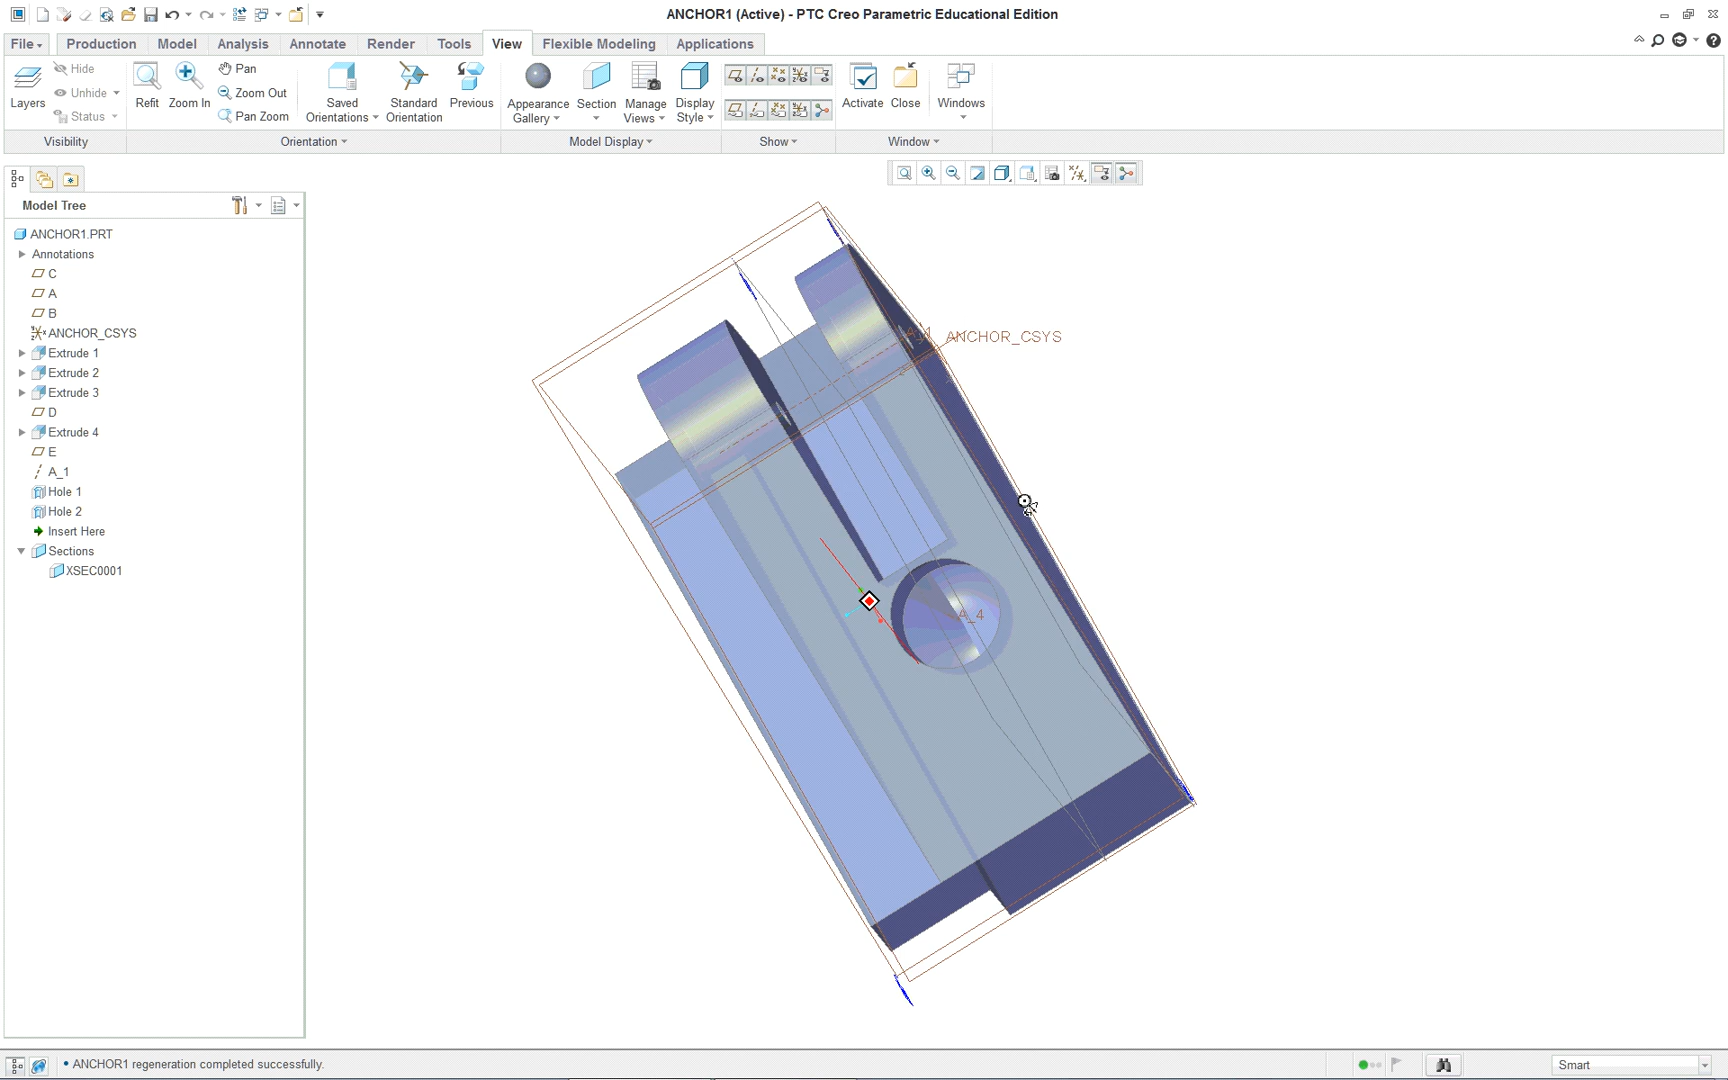 ANCHOR1 (Active) - PTC Creo Parametric Educational Edition
File Production Model Analysis Annotate Render Tools View Flexible Modeling Applications
Layers
Hide
Unhide
Status
Visibility
Refit
Zoom In
Pan
Zoom Out
Pan Zoom
Saved
Orientations
Standard
Orientation
Previous
Orientation
Appearance
Gallery
Section
Manage
Views
Display
Style
Model Display
Show
Activate
Close
Windows
Window
Model Tree
ANCHOR1.PRT
Annotations
C
A
B
ANCHOR_CSYS
Extrude 1
Extrude 2
Extrude 3
D
Extrude 4
E
A_1
Hole 1
Hole 2
Insert Here
Sections
XSEC0001
A_1
ANCHOR_CSYS
A_4
ANCHOR1 regeneration completed successfully.
Smart